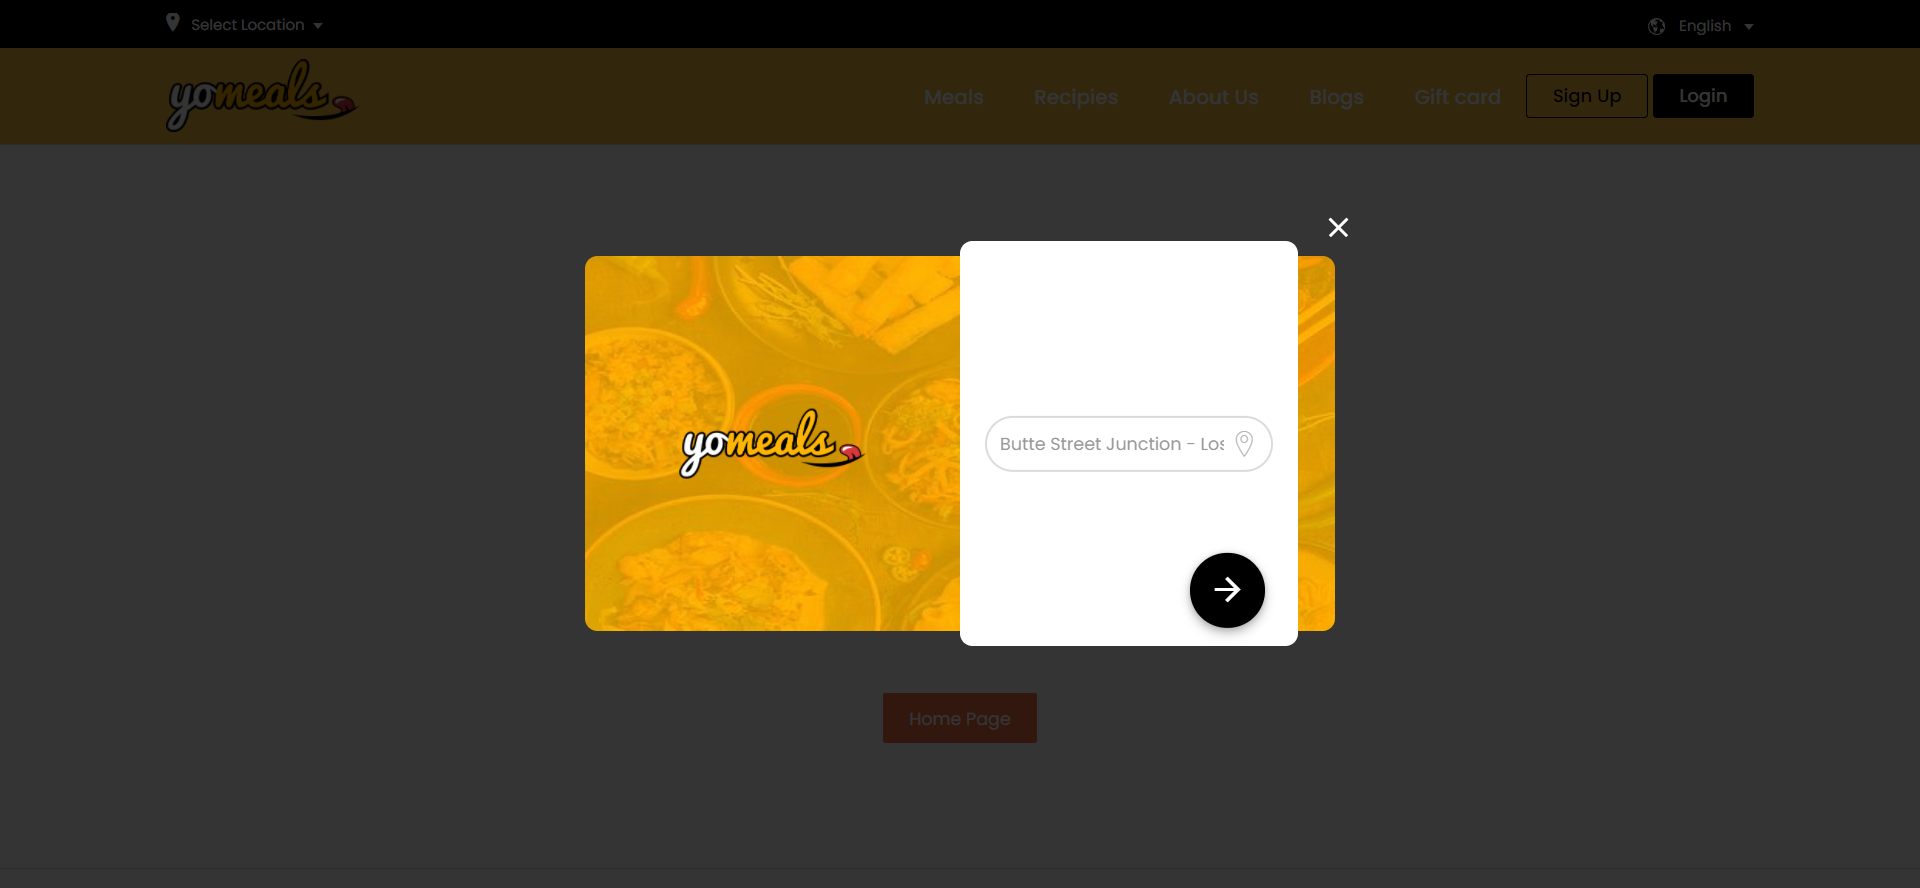 Select Location
English
yomeals
Meals
Recipies
About Us
Blogs
Gift card
Sign Up
Login
yomeals
Butte Street Junction - Los
Home Page